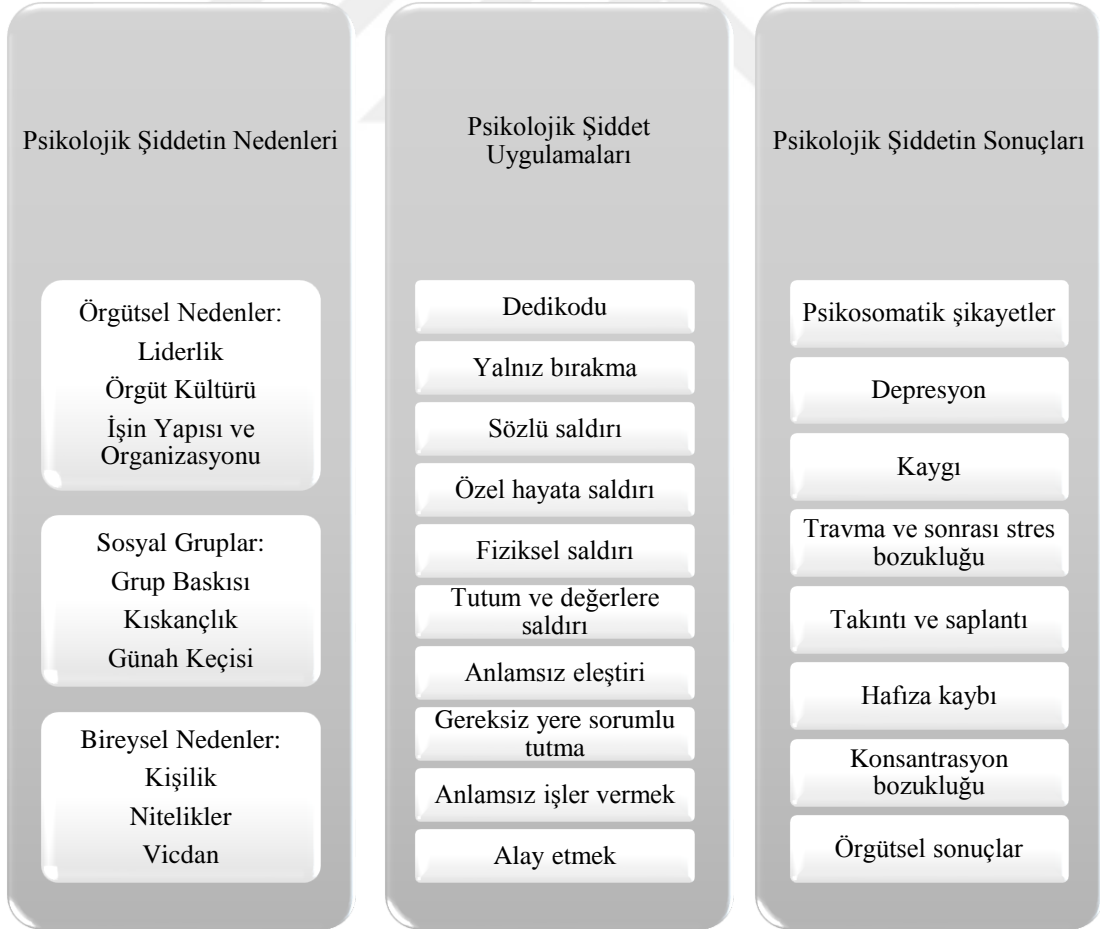 Psikolojik Şiddetin Nedenleri
Örgütsel Nedenler:
Liderlik
Örgüt Kültürü
İşin Yapısı ve
Organizasyonu
Sosyal Gruplar:
Grup Baskısı
Kıskançlık
Günah Keçisi
Bireysel Nedenler:
Kişilik
Nitelikler
Vicdan
Psikolojik Şiddet
Uygulamaları
Dedikodu
Yalnız bırakma
Sözlü saldırı
Özel hayata saldırı
Fiziksel saldırı
Tutum ve değerlere
saldırı
Anlamsız eleştiri
Gereksiz yere sorumlu
tutma
Anlamsız işler vermek
Alay etmek
Psikolojik Şiddetin Sonuçları
Psikosomatik şikayetler
Depresyon
Kaygı
Travma ve sonrası stres
bozukluğu
Takıntı ve saplantı
Hafıza kaybı
Konsantrasyon
bozukluğu
Örgütsel sonuçlar